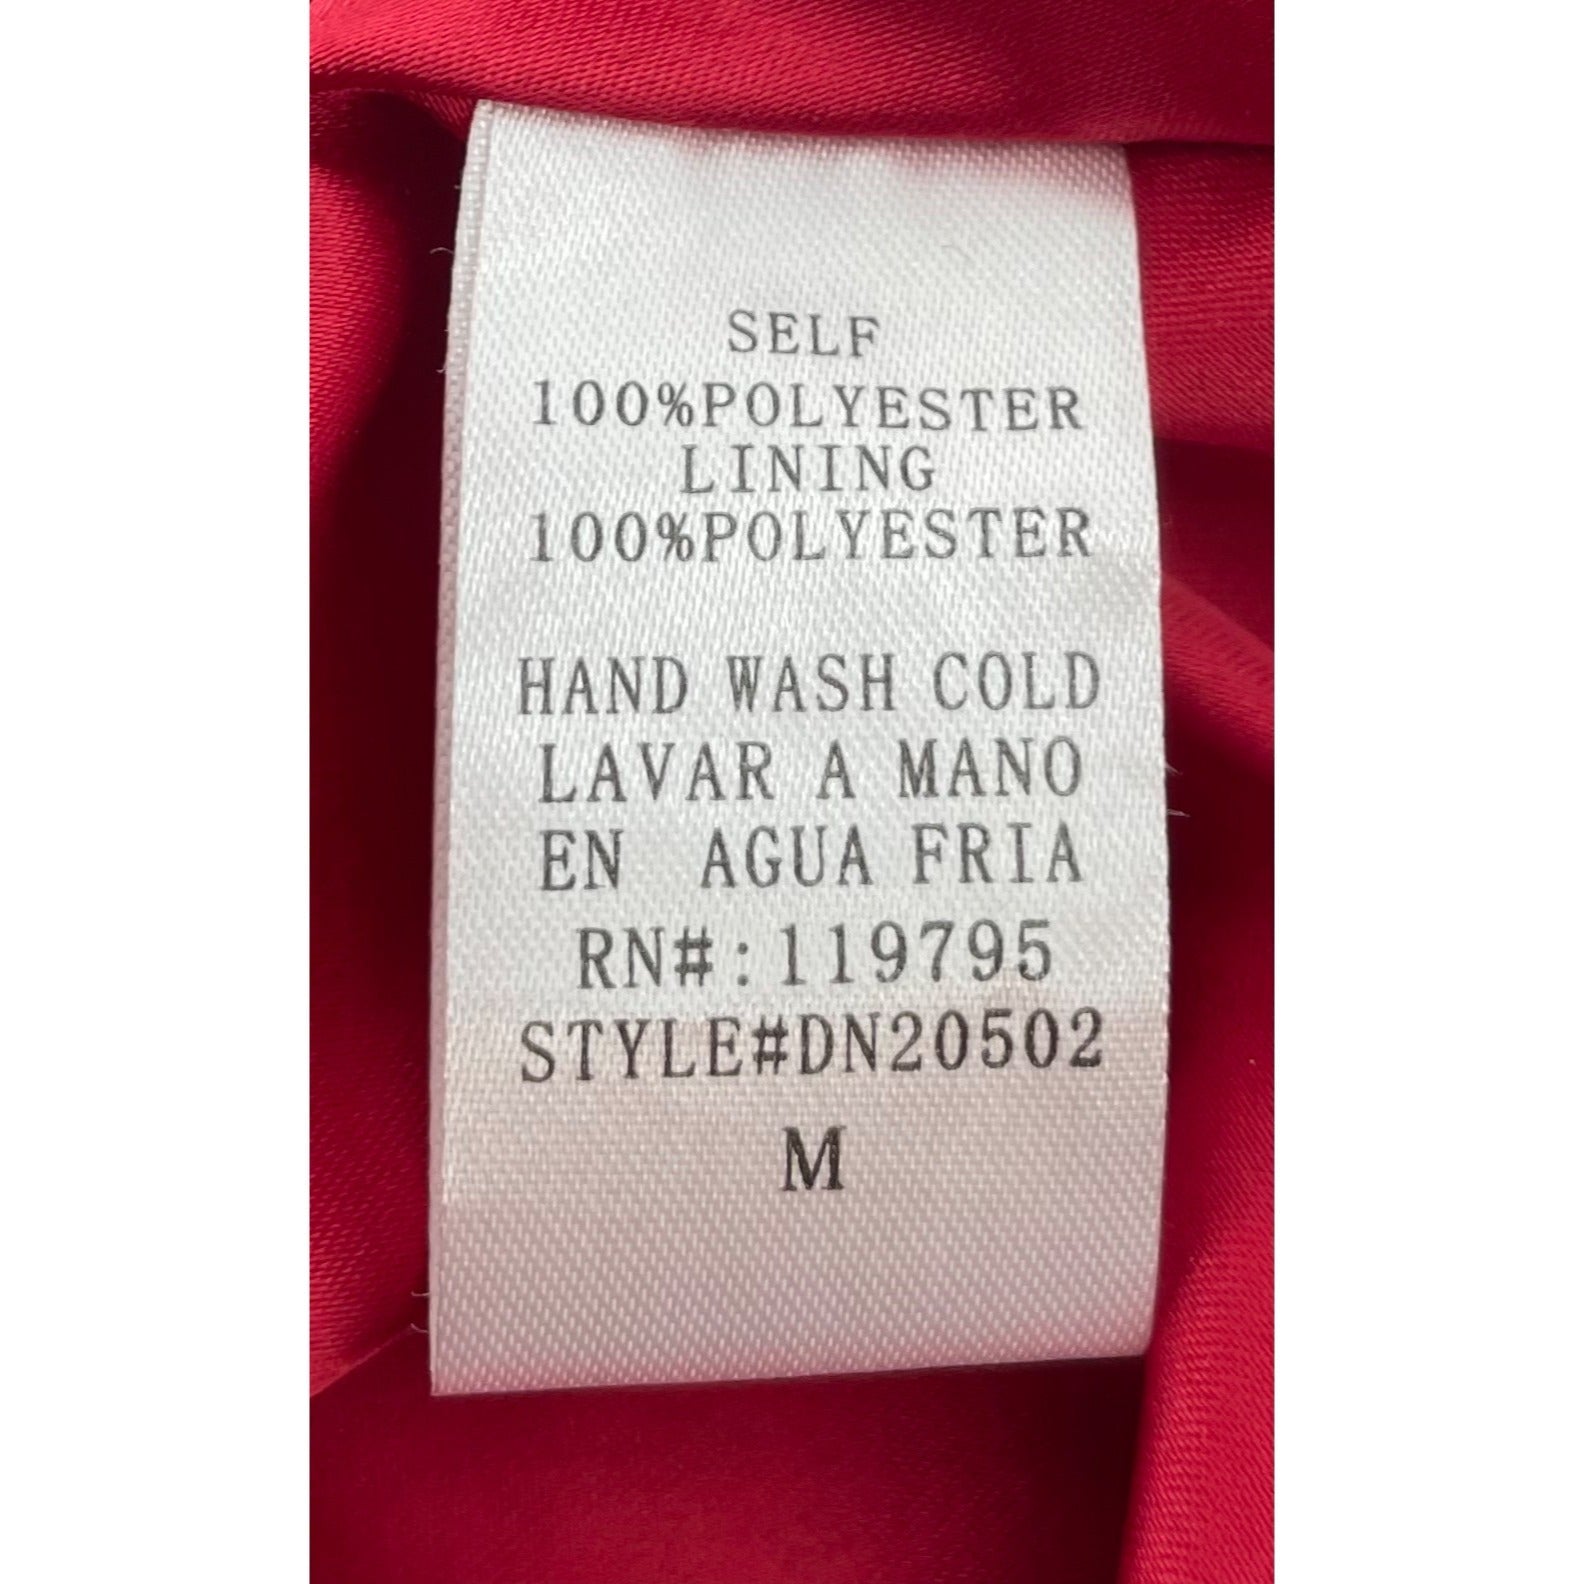 SELF
100%POLYESTER
LINING
100%POLYESTER
HAND WASH COLD
LAVAR A MANO
EN AGUA FRIA
RN#:119795
STYLE#DN20502
M